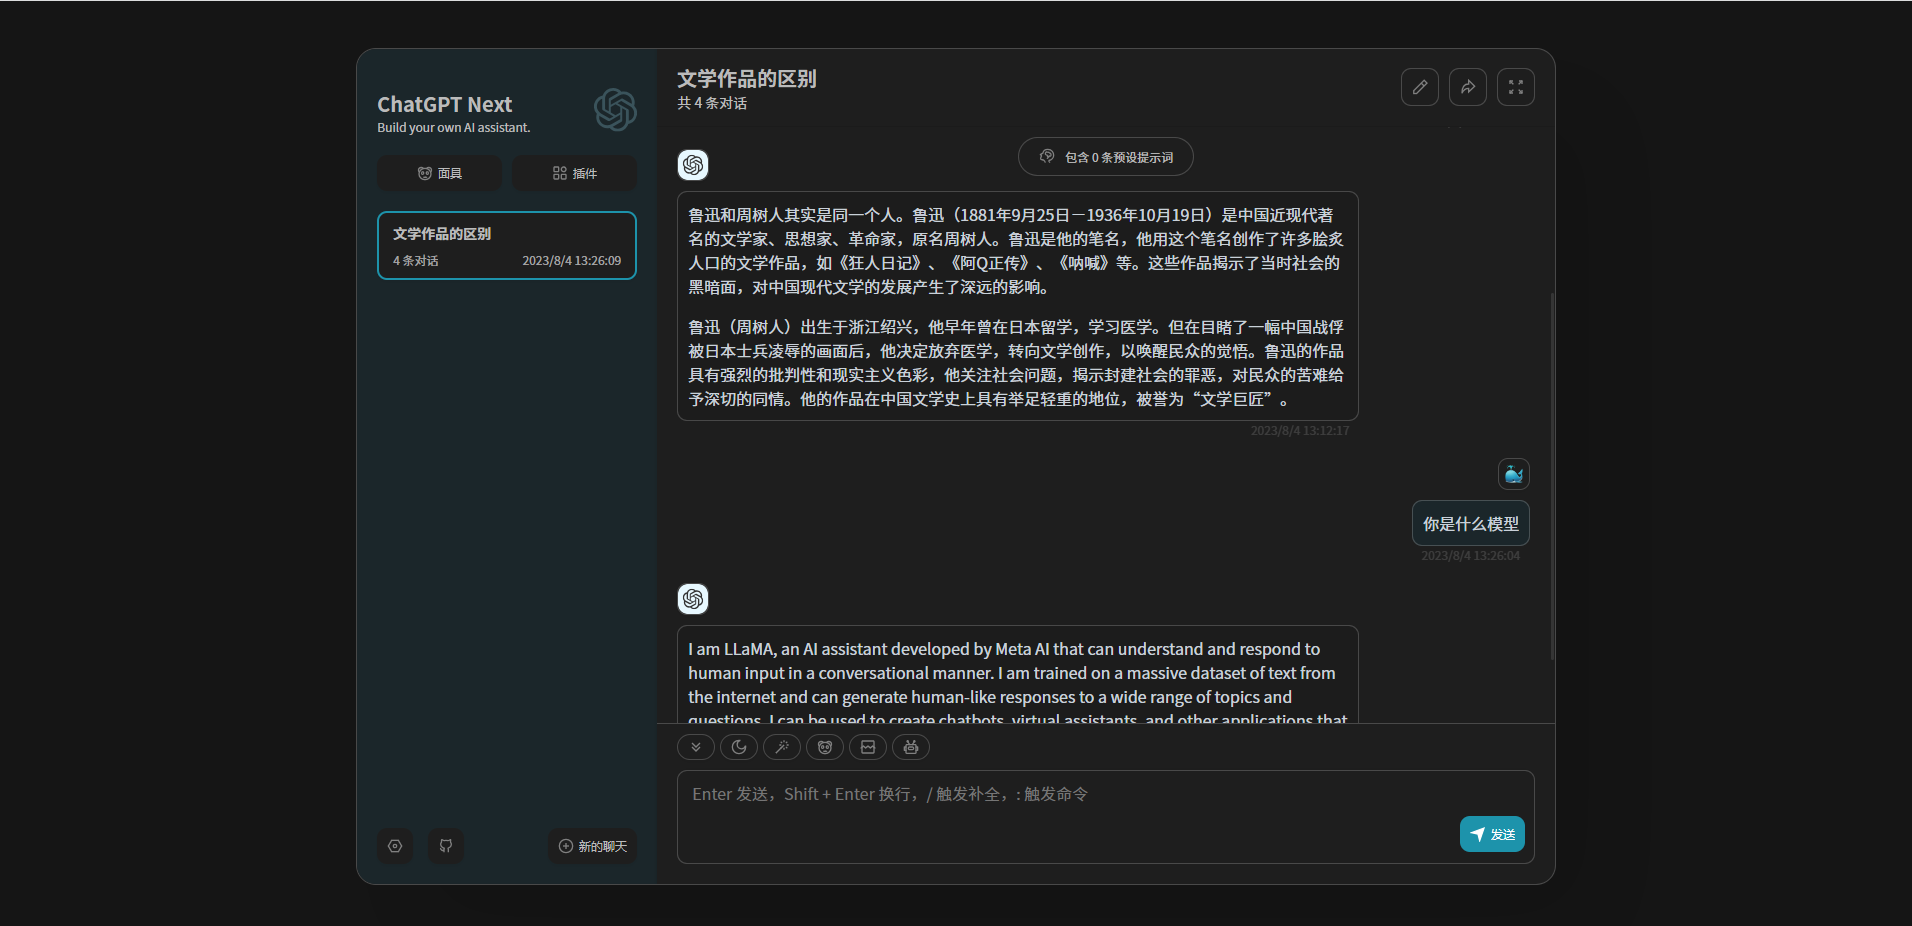 ChatGPT Next
Build your own AI assistant.
面具
插件
文学作品的区别
4 条对话
2023/8/4 13:26:09
新的聊天
文学作品的区别
共 4 条对话
包含 0 条预设提示词
鲁迅和周树人其实是同一个人。鲁迅（1881年9月25日－1936年10月19日）是中国近现代著
名的文学家、思想家、革命家，原名周树人。鲁迅是他的笔名，他用这个笔名创作了许多脍炙
人口的文学作品，如《狂人日记》、《阿Q正传》、《呐喊》等。这些作品揭示了当时社会的
黑暗面，对中国现代文学的发展产生了深远的影响。
鲁迅（周树人）出生于浙江绍兴，他早年曾在日本留学，学习医学。但在目睹了一幅中国战俘
被日本士兵凌辱的画面后，他决定放弃医学，转向文学创作，以唤醒民众的觉悟。鲁迅的作品
具有强烈的批判性和现实主义色彩，他关注社会问题，揭示封建社会的罪恶，对民众的苦难给
予深切的同情。他的作品在中国文学史上具有举足轻重的地位，被誉为“文学巨匠”。
2023/8/4 13:12:17
你是什么模型
2023/8/4 13:26:04
I am LLaMA, an AI assistant developed by Meta AI that can understand and respond to
human input in a conversational manner. I am trained on a massive dataset of text from
the internet and can generate human-like responses to a wide range of topics and
questions. I can be used to create chatbots, virtual assistants, and other applications that
Enter 发送，Shift + Enter 换行，/ 触发补全，: 触发命令
发送